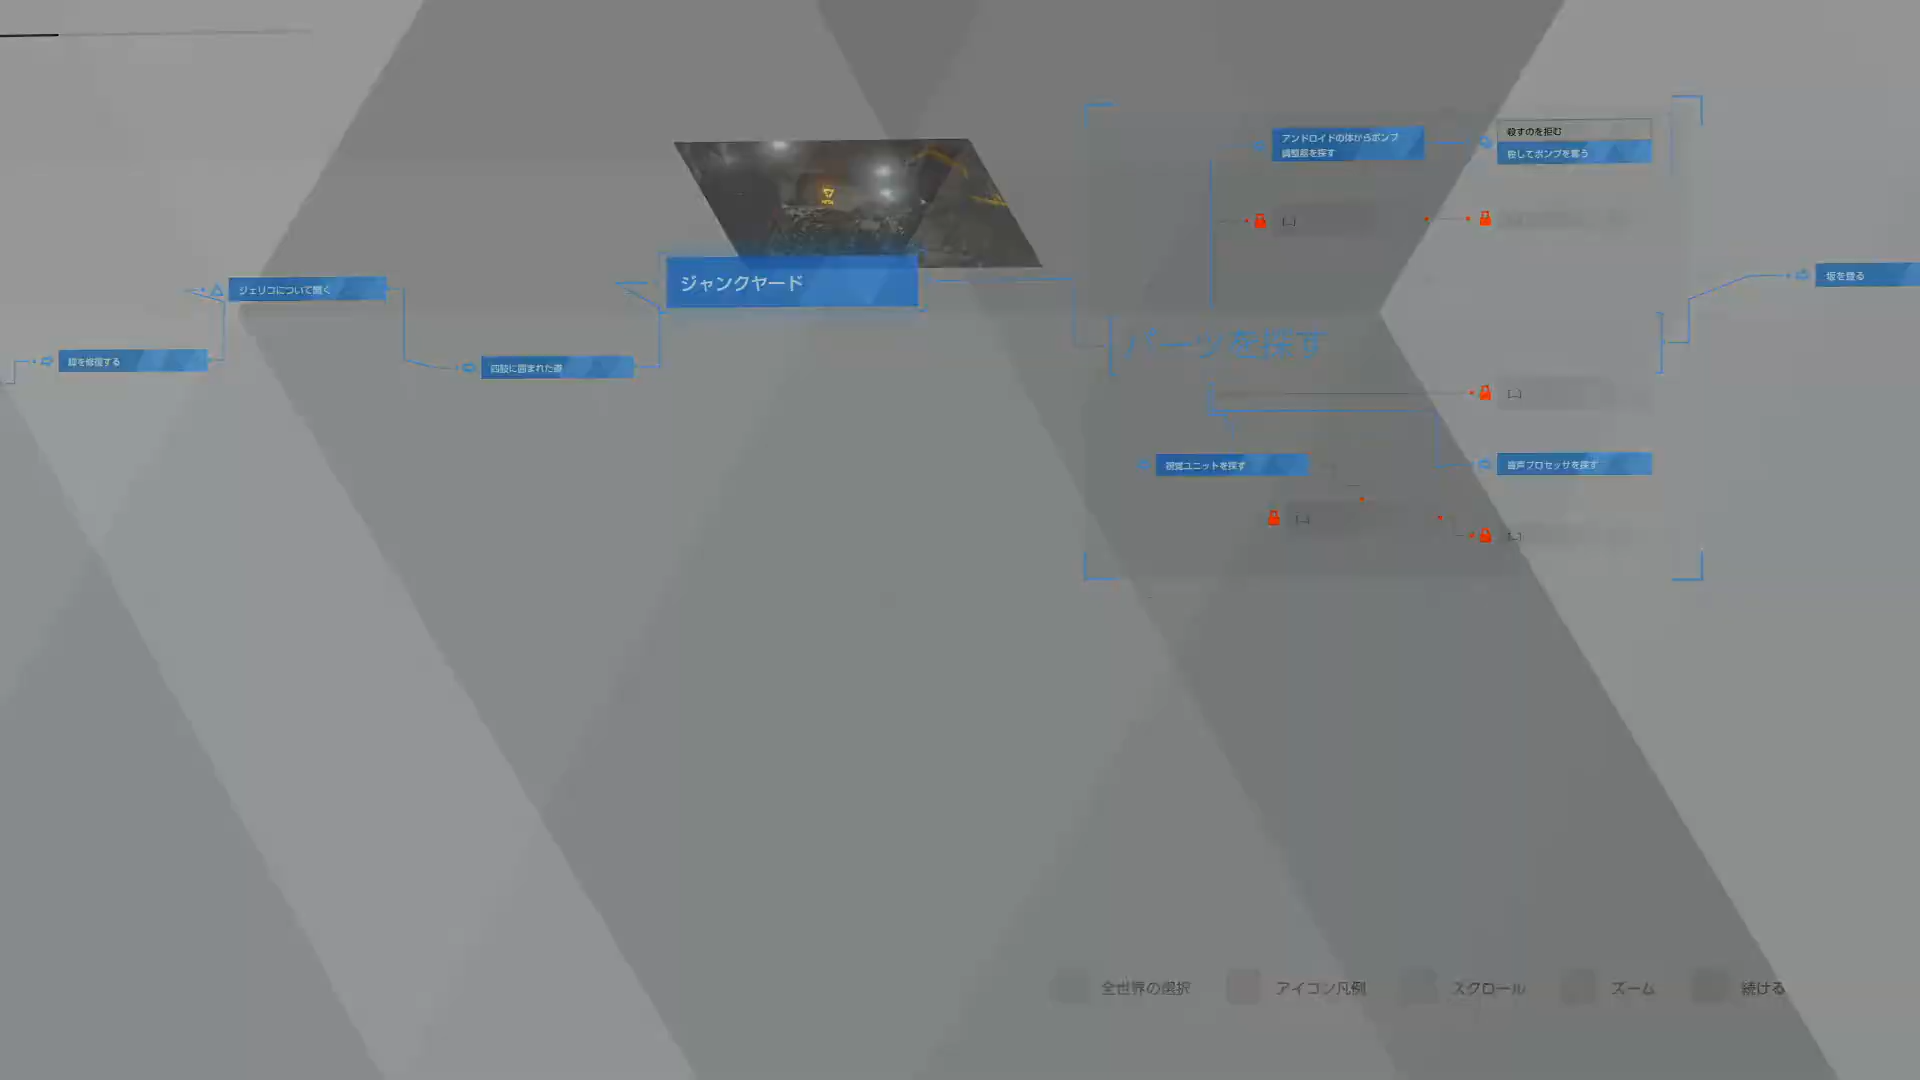 アンドロイドの体からポンプ
調整器を探す
殺すのを拒む
殺してポンプを奪う
[...]
坂を登る
ジェリコについて聞く
ジャンクヤード
パーツを探す
脚を修復する
四肢に囲まれた道
[...]
視覚ユニットを探す
音声プロセッサを探す
[...]
[...]
全世界の選択
アイコン凡例
スクロール
ズーム
続ける